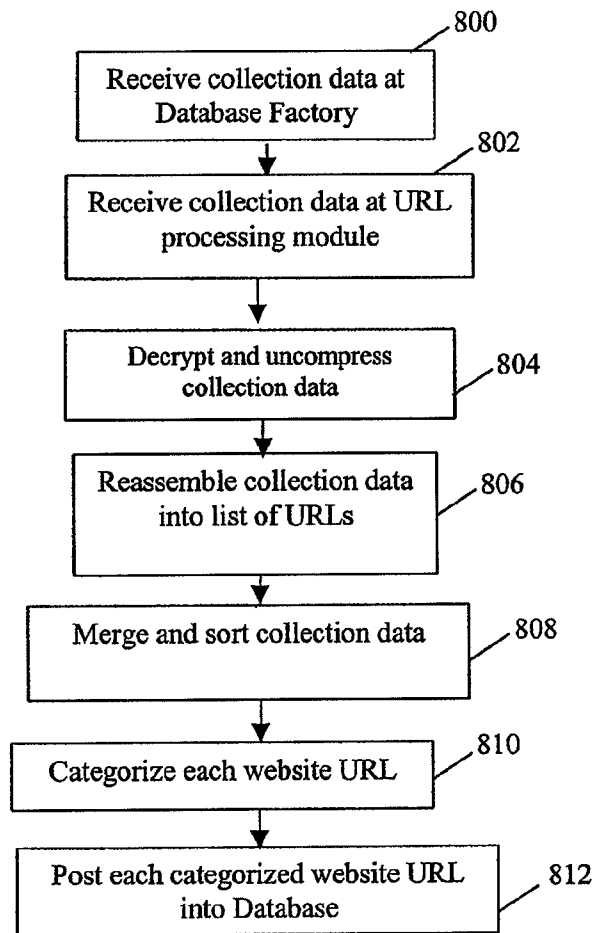 800
Receive collection data at
Database Factory
802
Receive collection data at URL
processing module
Decrypt and uncompress
collection data
804
Reassemble collection data
into list of URLs
806
Merge and sort collection data
808
Categorize each website URL
810
Post each categorized website URL
into Database
812